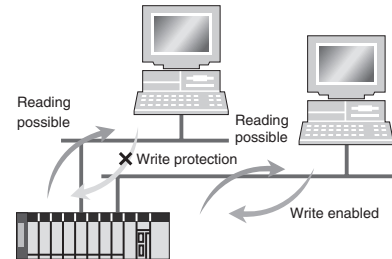 Reading
possible
Reading
possible
Write protection
Write enabled